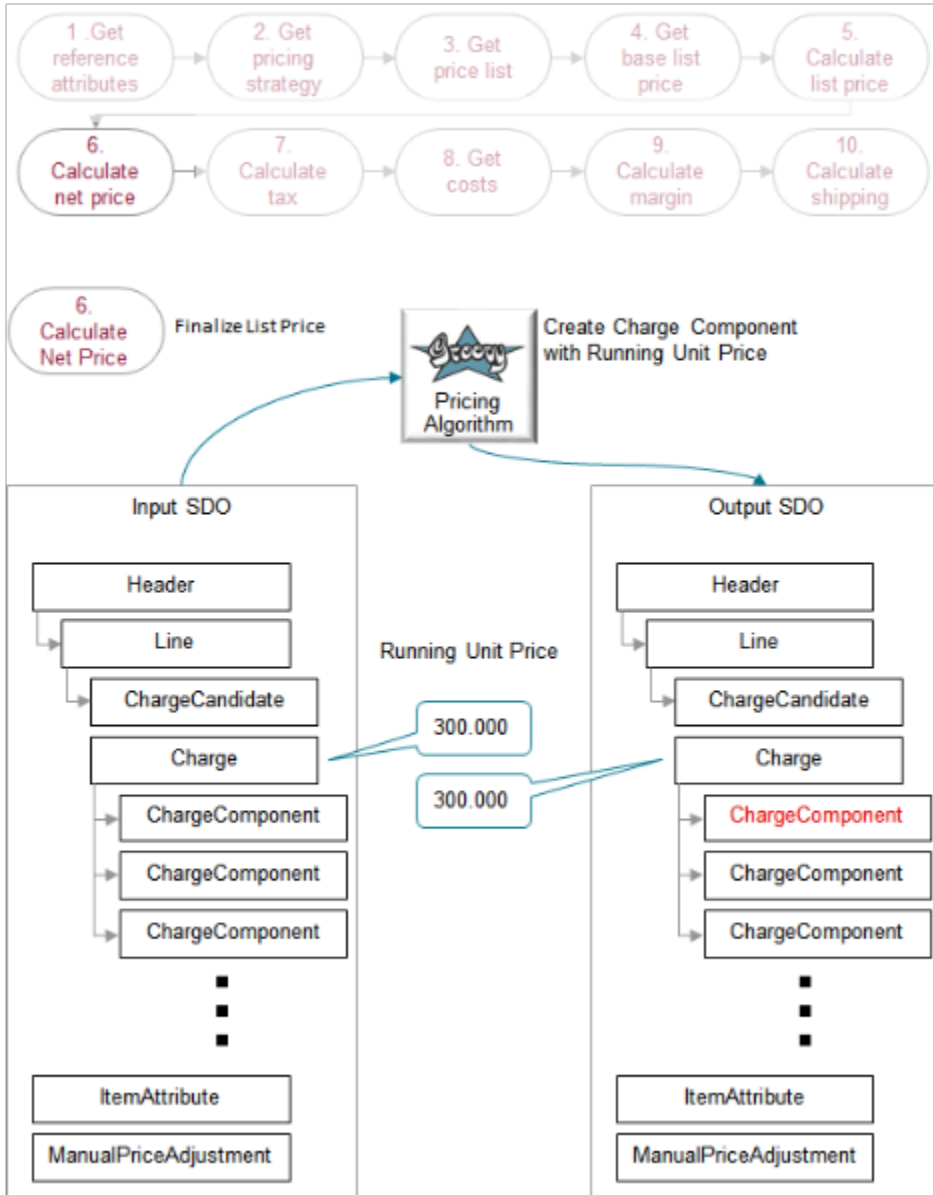 1 .Get
reference
attributes
2. Get
pricing
strategy
3. Get
price list
4. Get
base list
price
5.
Calculate
list price
6.
Calculate
net price
7.
Calculate
tax
8. Get
costs
9.
Calculate
margin
10.
Calculate
shipping
6.
Calculate
Net Price
Finalize List Price
Groovy
Pricing
Algorithm
Create Charge Component
with Running Unit Price
Input SDO
Header
Line
ChargeCandidate
Charge
ChargeComponent
ChargeComponent
ChargeComponent
ItemAttribute
ManualPriceAdjustment
Running Unit Price
300.000
300.000
Output SDO
Header
Line
ChargeCandidate
Charge
ChargeComponent
ChargeComponent
ChargeComponent
ItemAttribute
ManualPriceAdjustment